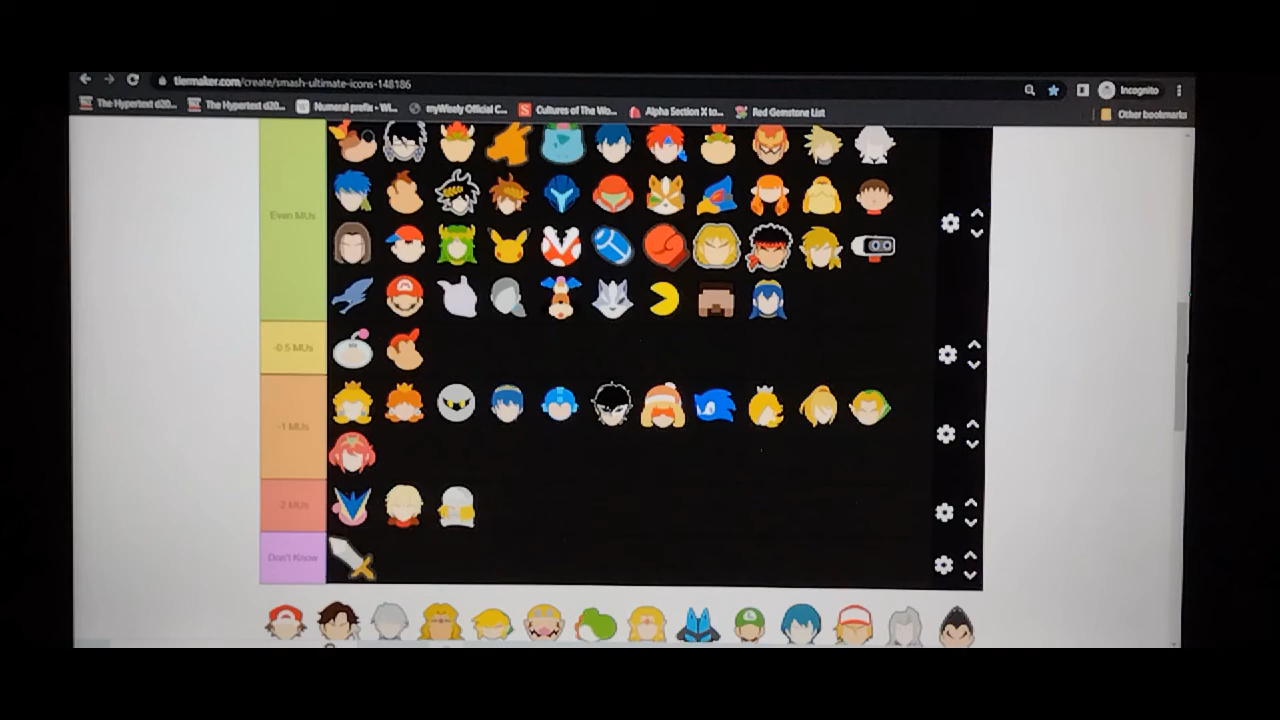 tiermaker.com/create/smash-ultimate-icons-148186
Incognito
The Hypertext d20...
The Hypertext d20...
Numeral prefix - Wi...
myWisely Official C...
Cultures of The Wo...
Alpha Section X to...
Red Gemstone List
Other bookmarks
Even MUs
-0.5 MUs
-1 MUs
-2 MUs
Don't Know